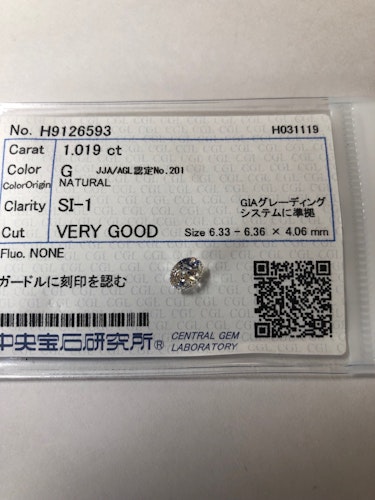 No. H9126593 H031119
Carat 1.019 ct
Color G JJA/AGL認定No.201
ColorOrigin NATURAL
Clarity SI-1 GIAグレーディング
システムに準拠
Cut VERY GOOD Size 6.33 - 6.36 × 4.06 mm
Fluo. NONE
ガードルに刻印を認む
中央宝石研究所® CENTRAL GEM
LABORATORY